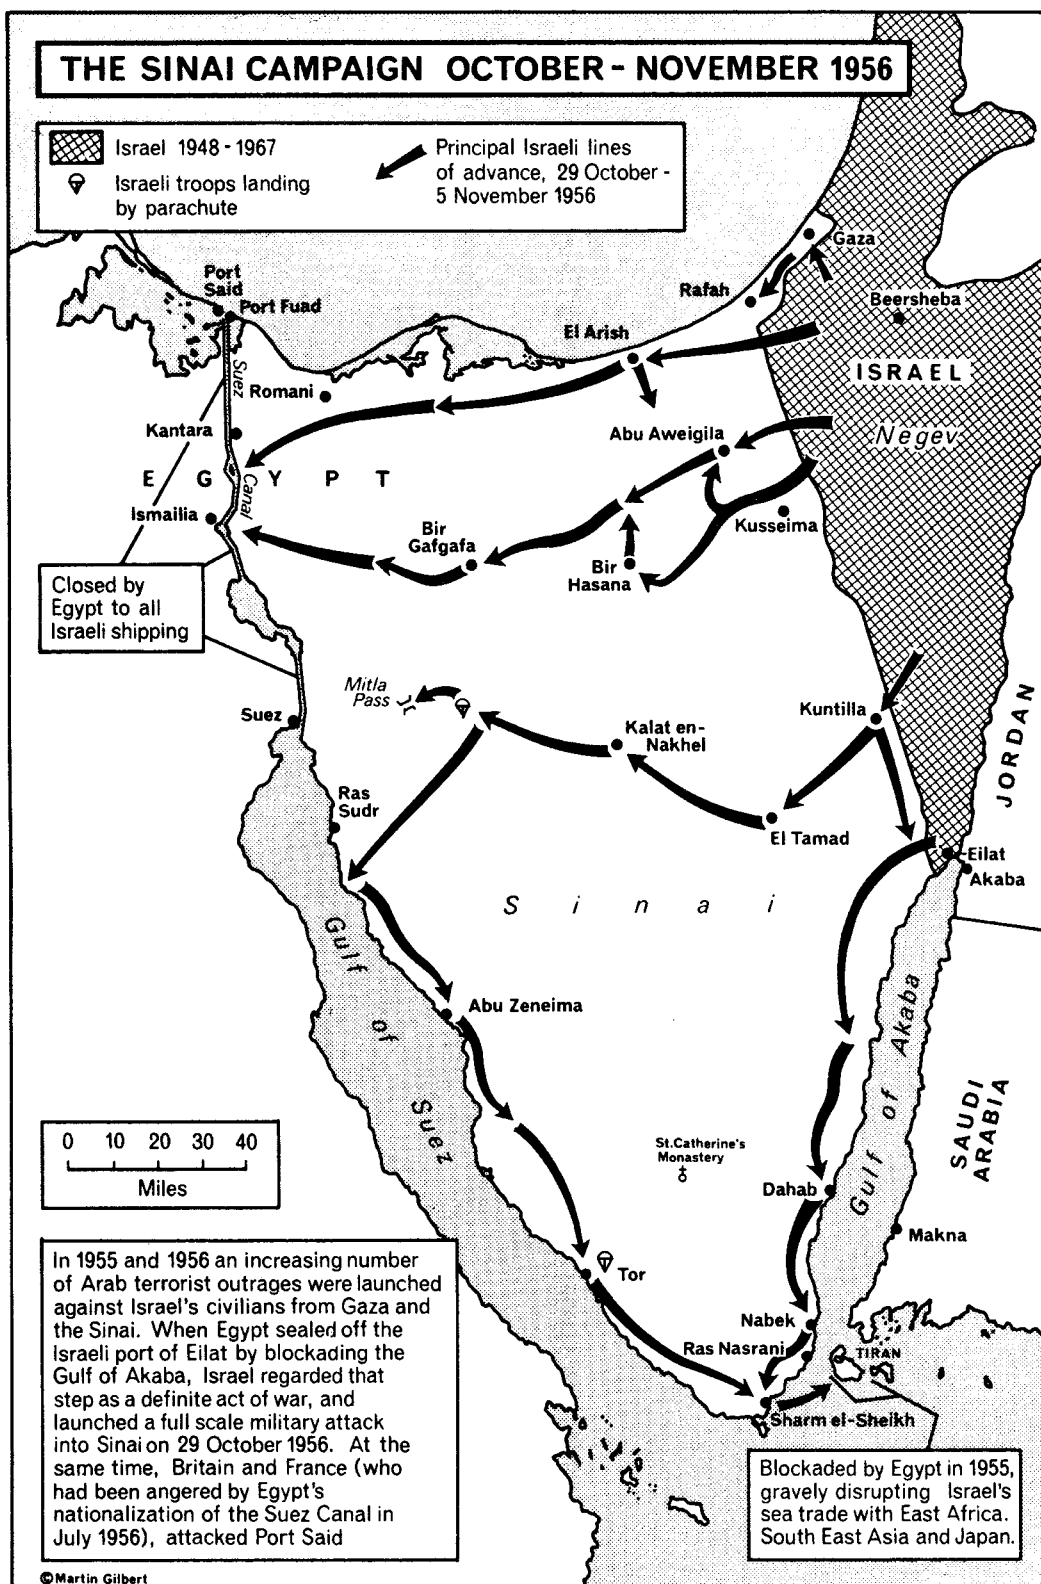 THE SINAI CAMPAIGN OCTOBER - NOVEMBER 1956
Israel 1948 - 1967
Israeli troops landing
by parachute
Principal Israeli lines
of advance, 29 October -
5 November 1956
Gaza
Port
Said
Port Fuad
Rafah
Beersheba
El Arish
Suez
Romani
ISRAEL
Kantara
Abu Aweigila
Negev
EGYPT
Canal
Ismailia
Bir
Gafgafa
Kusseima
Bir
Hasana
Closed by
Egypt to all
Israeli shipping
Mitla
Pass
Suez
Kalat en-
Nakhel
Kuntilla
JORDAN
Ras
Sudr
El Tamad
Eilat
Akaba
Sinai
Gulf of Suez
Abu Zeneima
Gulf of Akaba
SAUDI
ARABIA
0 10 20 30 40
Miles
St.Catherine's
Monastery
Dahab
Makna
Tor
Nabek
Ras Nasrani
TIRAN
Sharm el-Sheikh
In 1955 and 1956 an increasing number
of Arab terrorist outrages were launched
against Israel's civilians from Gaza and
the Sinai. When Egypt sealed off the
Israeli port of Eilat by blockading the
Gulf of Akaba, Israel regarded that
step as a definite act of war, and
launched a full scale military attack
into Sinai on 29 October 1956. At the
same time, Britain and France (who
had been angered by Egypt's
nationalization of the Suez Canal in
July 1956), attacked Port Said
Blockaded by Egypt in 1955,
gravely disrupting Israel's
sea trade with East Africa.
South East Asia and Japan.
© Martin Gilbert